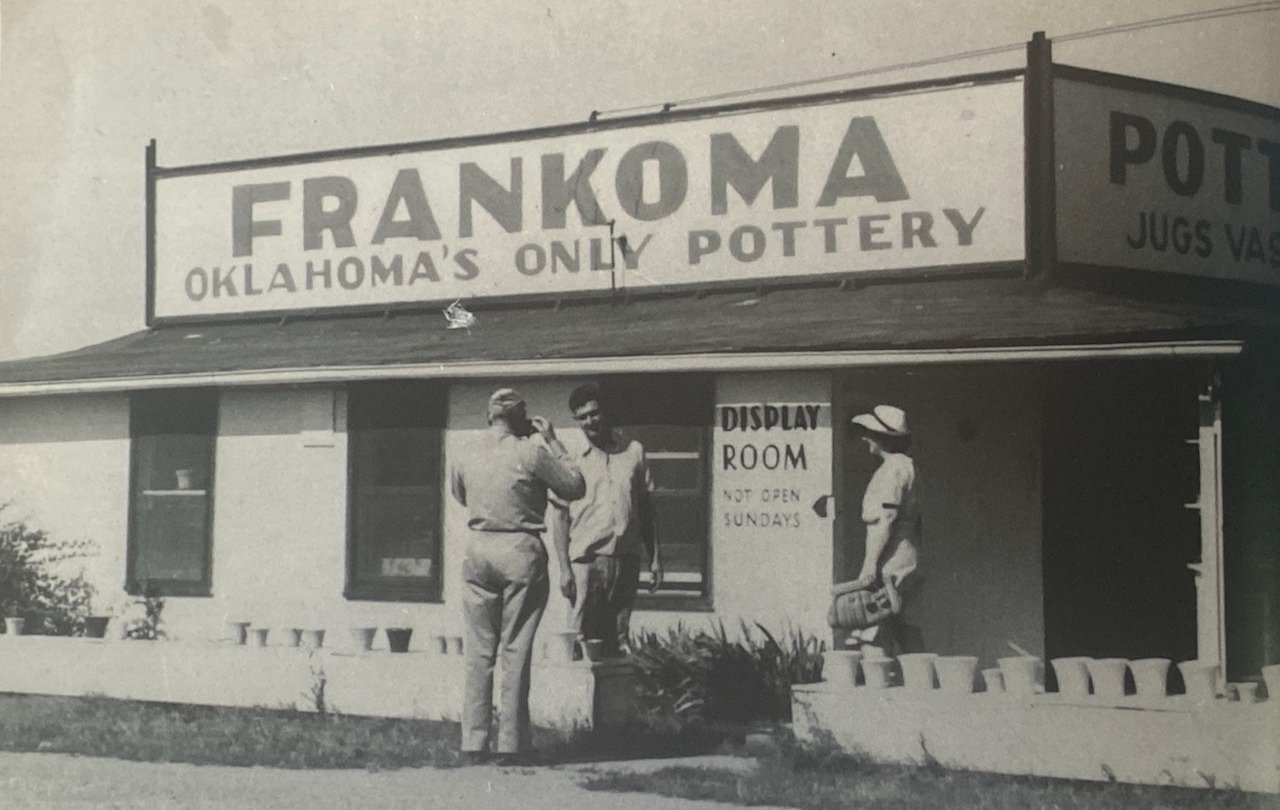 FRANKOMA
OKLAHOMA'S ONLY POTTERY
POTT
JUGS VAS
DISPLAY
ROOM
NOT OPEN
SUNDAYS